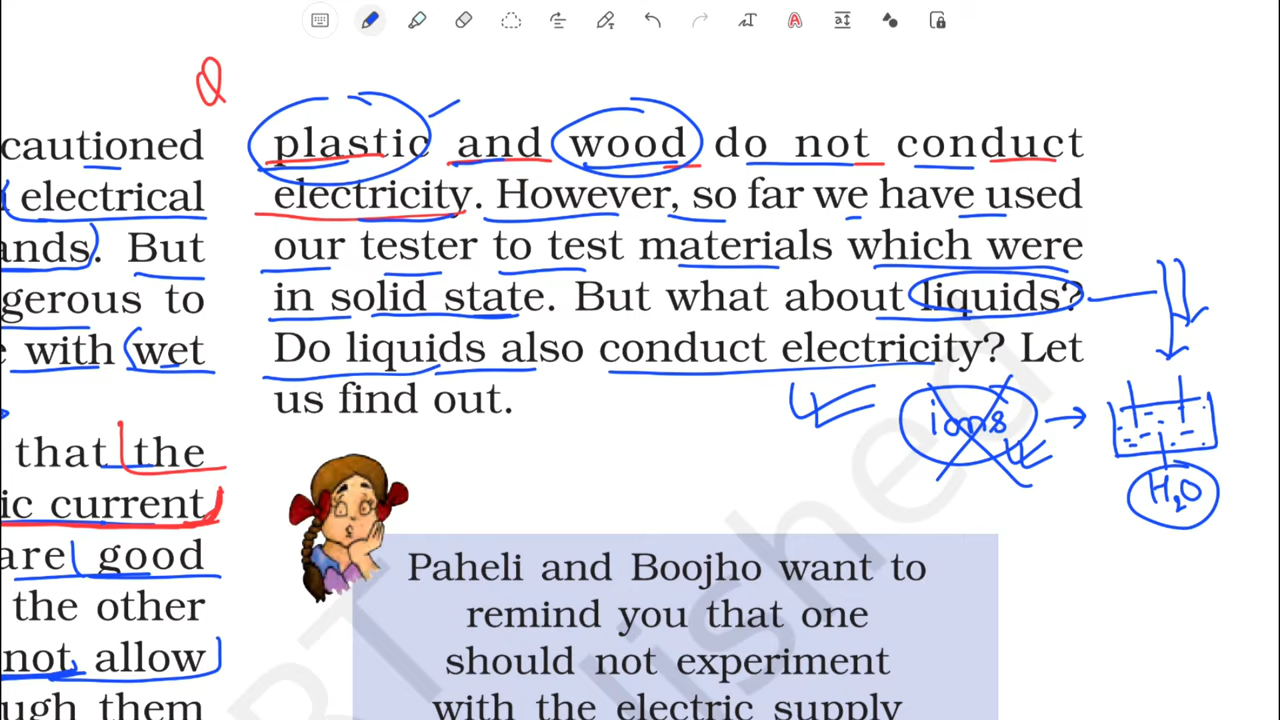 Q
cautioned
electrical
ands). But
gerous to
with (wet
that the
ic current
are good
the other
not allow
ugh them
plastic and wood do not conduct
electricity. However, so far we have used
our tester to test materials which were
in solid state. But what about liquids?
Do liquids also conduct electricity? Let
us find out.
ions
H₂O
Paheli and Boojho want to
remind you that one
should not experiment
with the electric supply